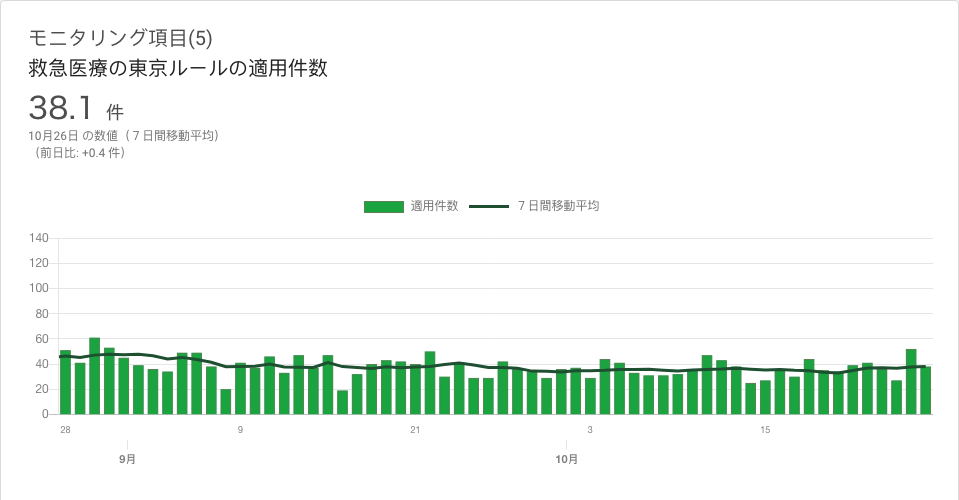 モニタリング項目(5)
救急医療の東京ルールの適用件数
38.1 件
10月26日 の数値（７日間移動平均）
（前日比: +0.4 件）
適用件数 ７日間移動平均
140
120
100
80
60
40
20
0
28 9 21 3 15
9月 10月